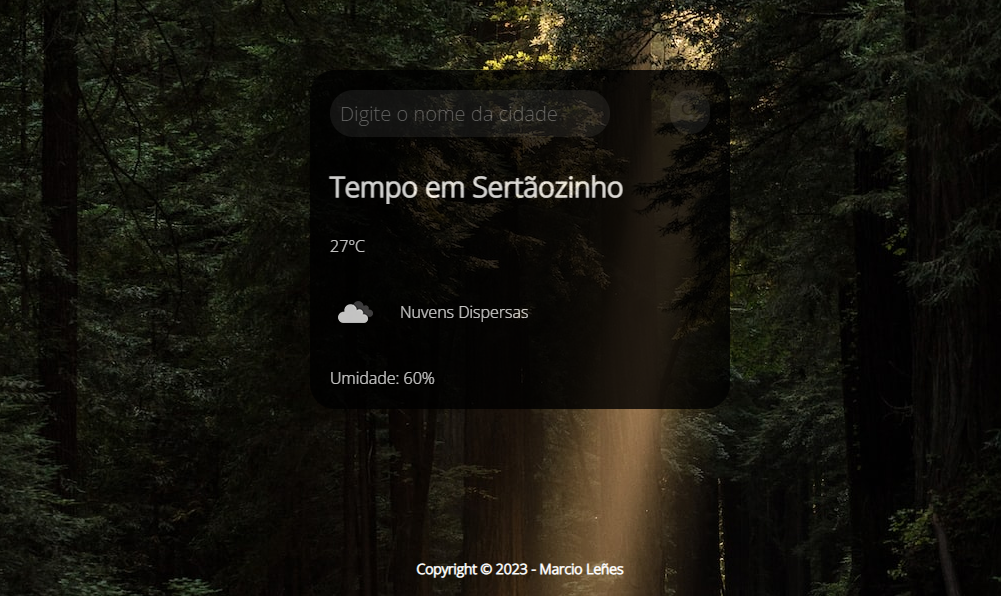 Digite o nome da cidade
Tempo em Sertãozinho
27°C
Nuvens Dispersas
Umidade: 60%
Copyright © 2023 - Marcio Leñes